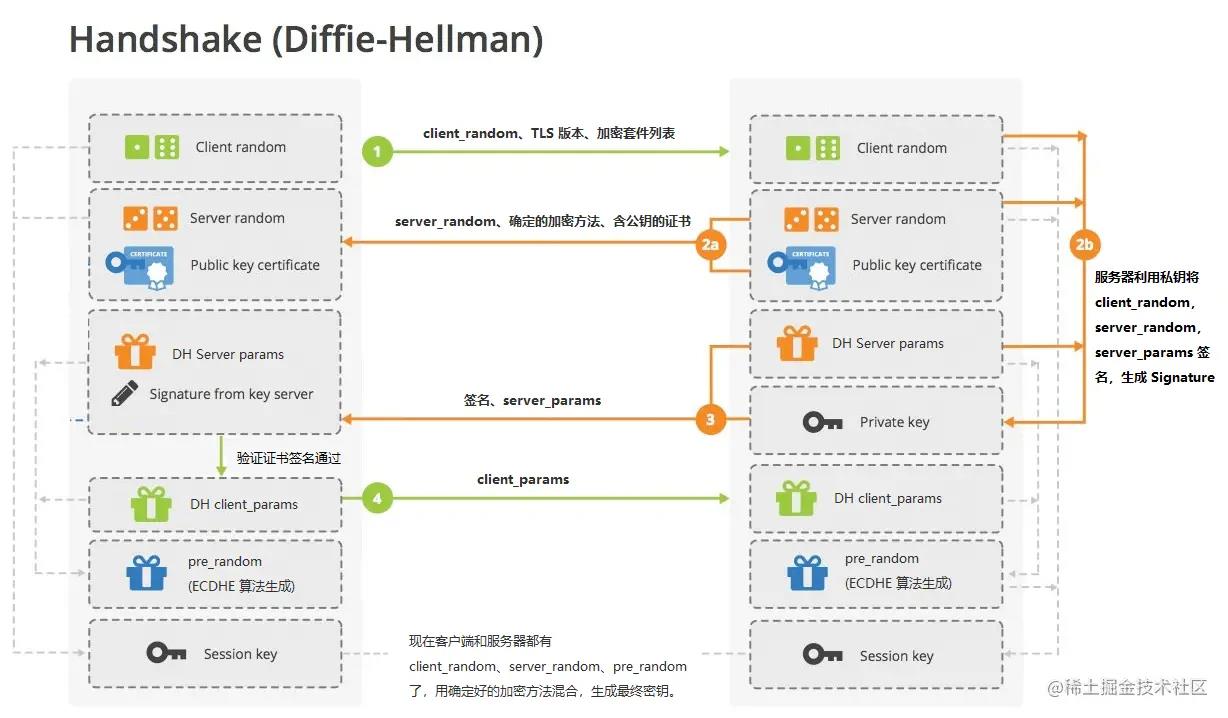 Handshake (Diffie-Hellman)
client_random、TLS 版本、加密套件列表
Client random
1
Client random
Server random
server_random、确定的加密方法、含公钥的证书
Server random
2a
2b
CERTIFICATE
Public key certificate
CERTIFICATE
Public key certificate
服务器利用私钥将
client_random,
server_random,
server_params 签
名，生成 Signature
DH Server params
DH Server params
Signature from key server
签名、server_params
3
Private key
验证证书签名通过
client_params
DH client_params
4
DH client_params
pre_random
(ECDHE 算法生成)
pre_random
(ECDHE 算法生成)
Session key
现在客户端和服务器都有
client_random、server_random、pre_random
了，用确定好的加密方法混合，生成最终密钥。
Session key
@稀土掘金技术社区